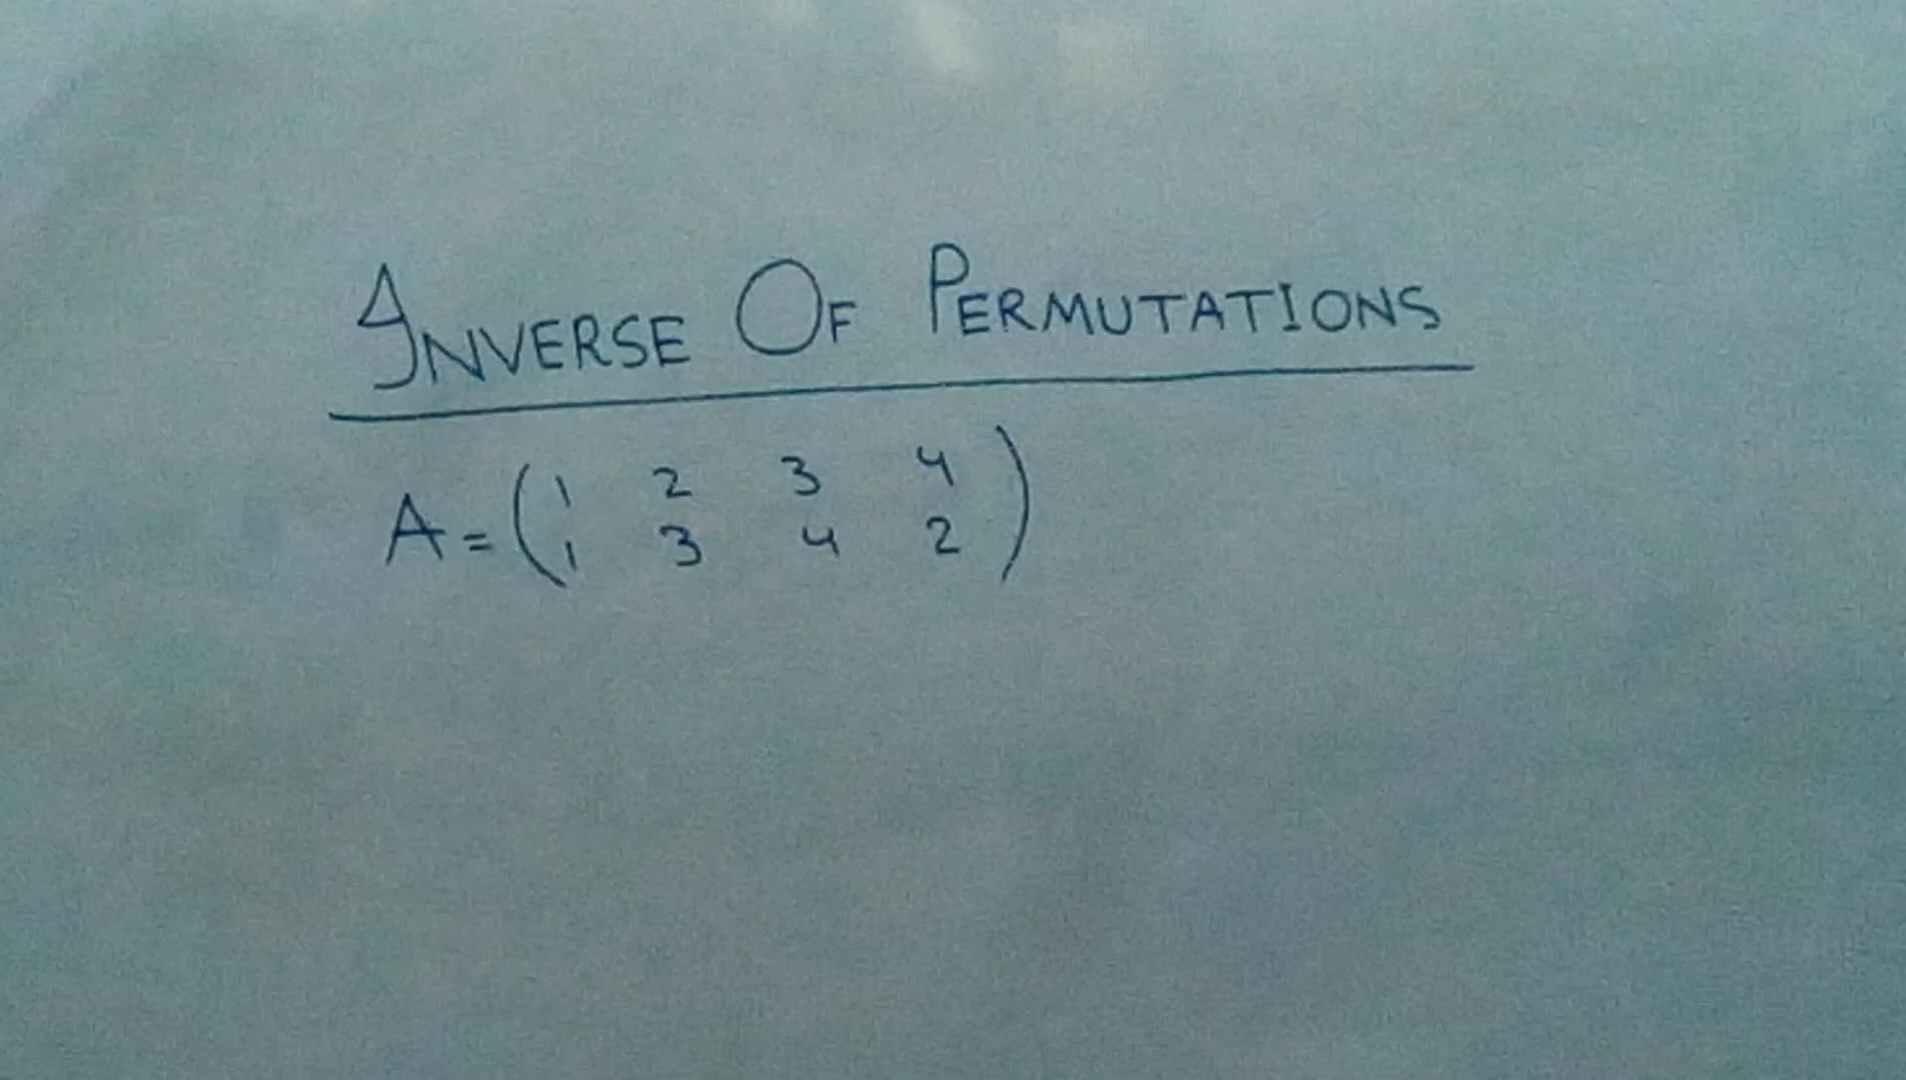 INVERSE OF PERMUTATIONS
A = ( 1 2 3 4
1 3 4 2 )